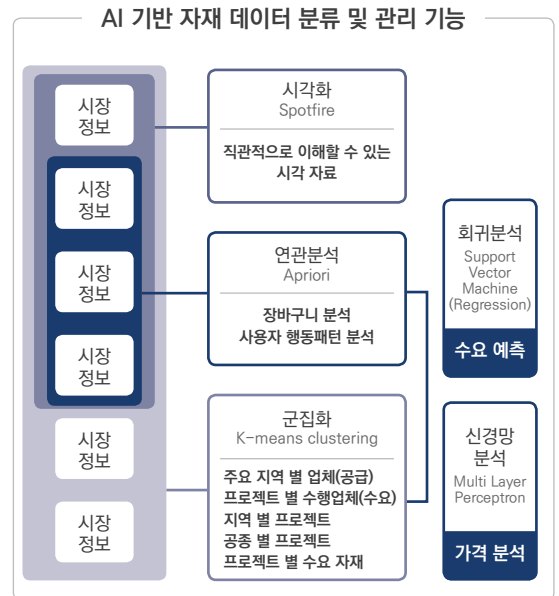 AI 기반 자재 데이터 분류 및 관리 기능
시장
정보
시장
정보
시장
정보
시장
정보
시장
정보
시장
정보
시각화
Spotfire
직관적으로 이해할 수 있는
시각 자료
연관분석
Apriori
장바구니 분석
사용자 행동패턴 분석
군집화
K-means clustering
주요 지역 별 업체(공급)
프로젝트 별 수행업체(수요)
지역 별 프로젝트
공종 별 프로젝트
프로젝트 별 수요 자재
회귀분석
Support
Vector
Machine
(Regression)
수요 예측
신경망
분석
Multi Layer
Perceptron
가격 분석